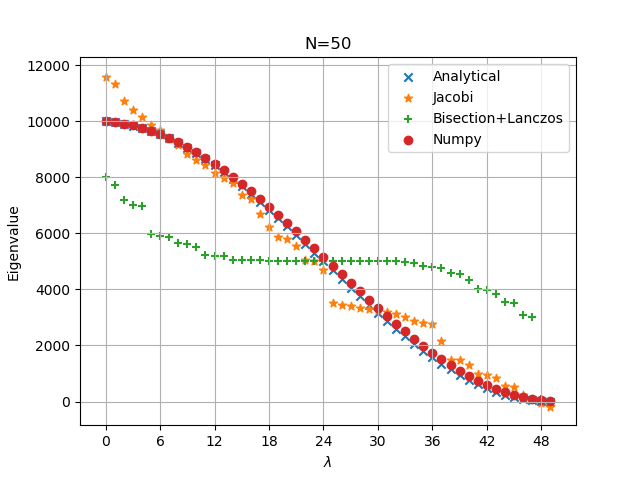 N=50
12000
10000
8000
6000
4000
2000
0
Eigenvalue
Analytical
Jacobi
Bisection+Lanczos
Numpy
0 6 12 18 24 30 36 42 48
λ